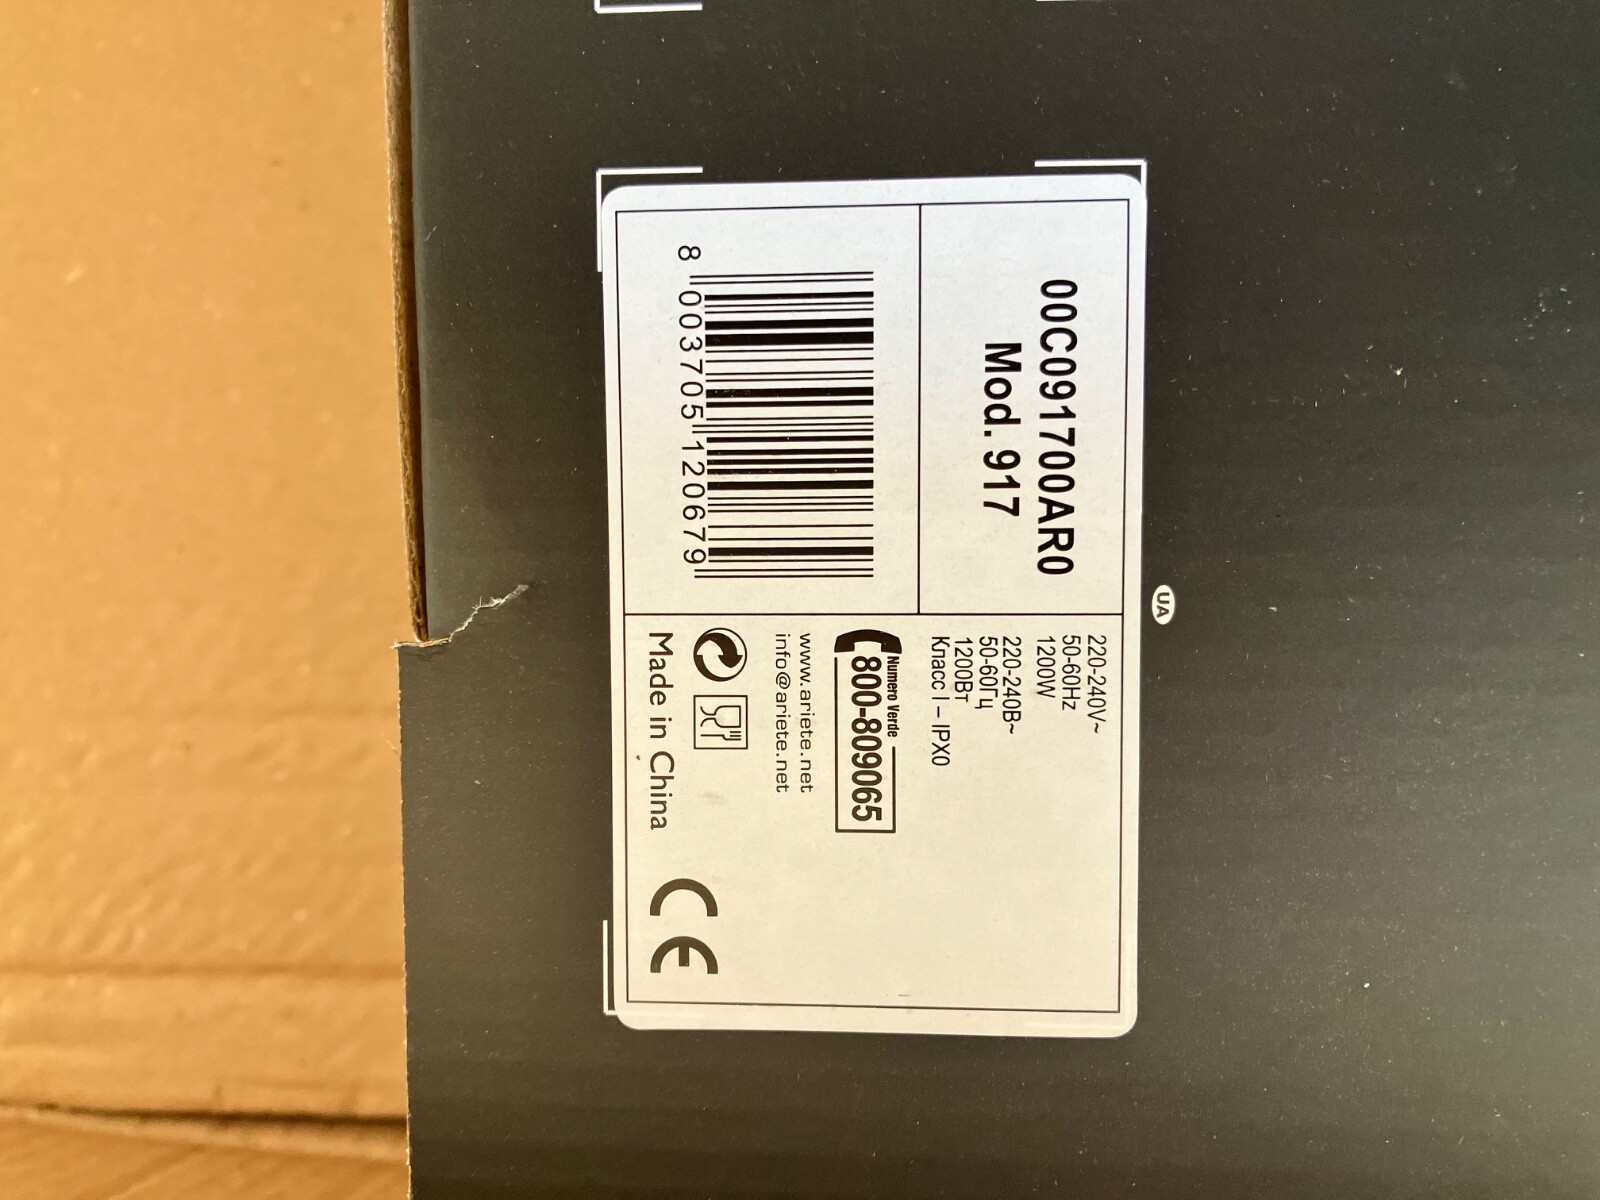 00C091700AR0
Mod. 917
8 003705 120679
220-240V~
50-60Hz
1200W
220-240В~
50-60Гц
1200Вт
Класс I – IPX0
Numero Verde
800-809065
www.ariete.net
info@ariete.net
Made in China
CE
UA